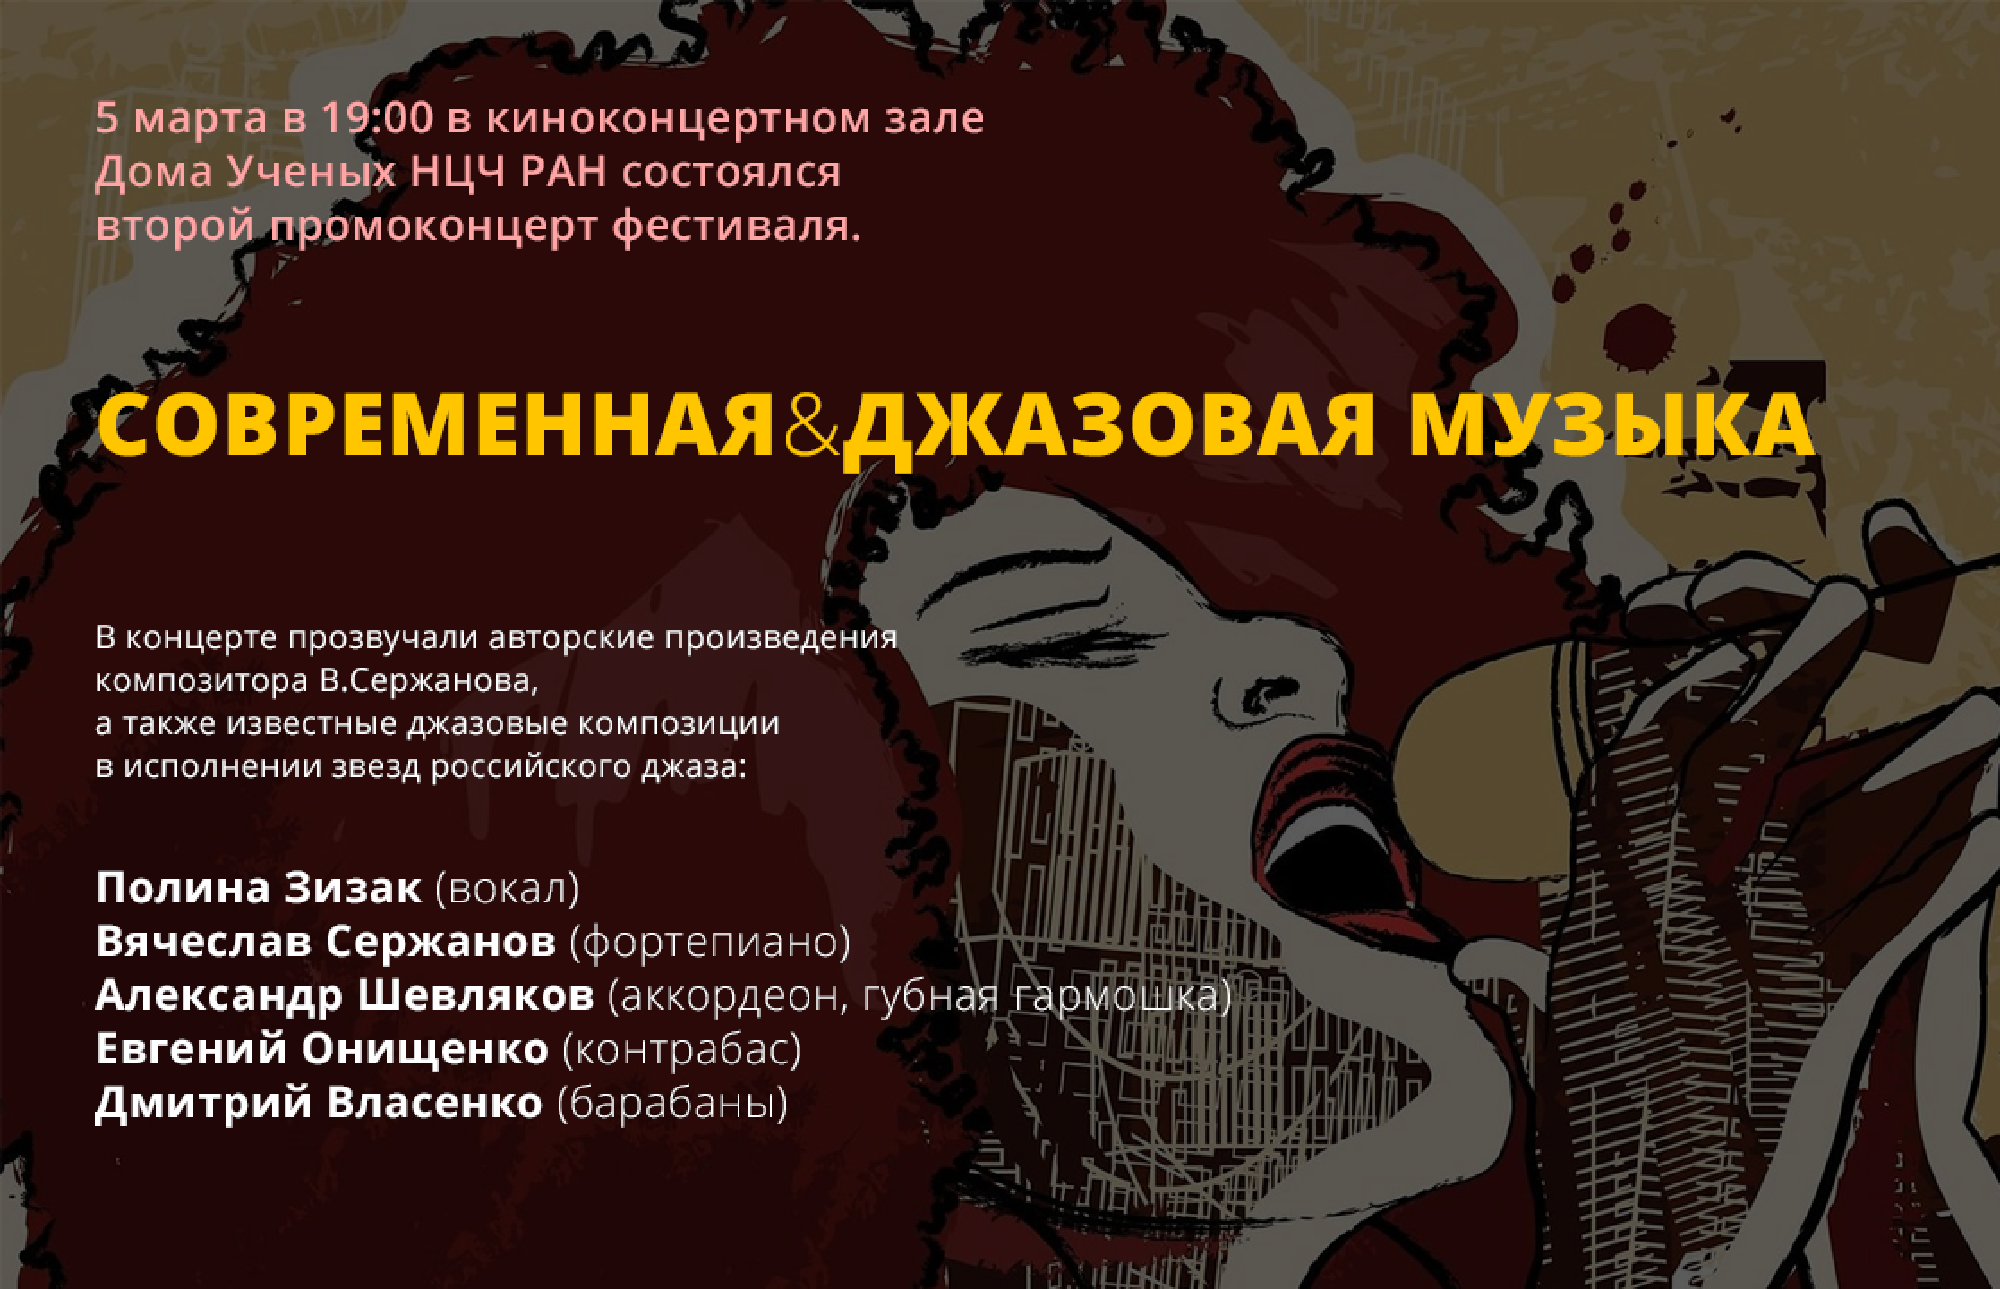 5 марта в 19:00 в киноконцертном зале
Дома Ученых НЦЧ РАН состоялся
второй промоконцерт фестиваля.
СОВРЕМЕННАЯ&ДЖАЗОВАЯ МУЗЫКА
В концерте прозвучали авторские произведения
композитора В.Сержанова,
а также известные джазовые композиции
в исполнении звезд российского джаза:
Полина Зизак (вокал)
Вячеслав Сержанов (фортепиано)
Александр Шевляков (аккордеон, губная гармошка)
Евгений Онищенко (контрабас)
Дмитрий Власенко (барабаны)